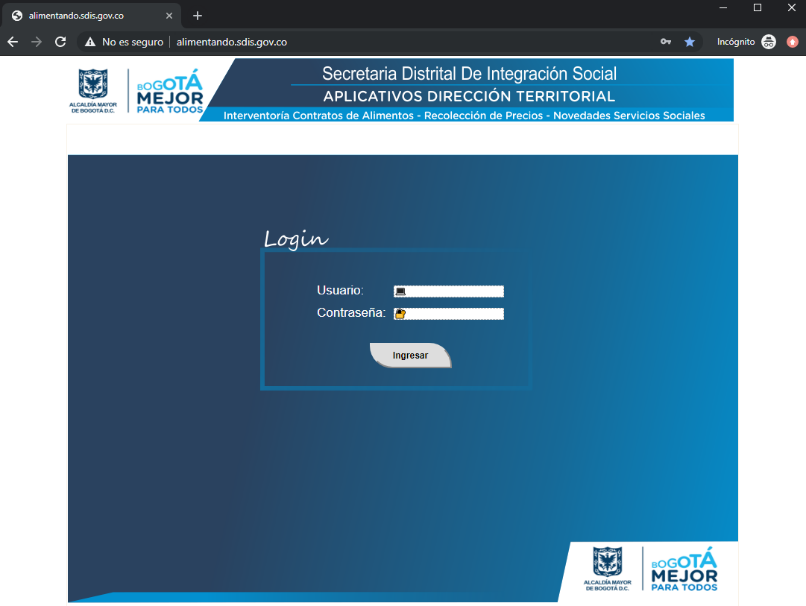 alimentando.sdis.gov.co
No es seguro
alimentando.sdis.gov.co
Incógnito
ALCALDÍA MAYOR
DE BOGOTÁ D.C.
BOGOTÁ
MEJOR
PARA TODOS
Secretaria Distrital De Integración Social
APLICATIVOS DIRECCIÓN TERRITORIAL
Interventoría Contratos de Alimentos - Recolección de Precios - Novedades Servicios Sociales
Login
Usuario:
Contraseña:
Ingresar
ALCALDÍA MAYOR
DE BOGOTÁ D.C.
BOGOTÁ
MEJOR
PARA TODOS